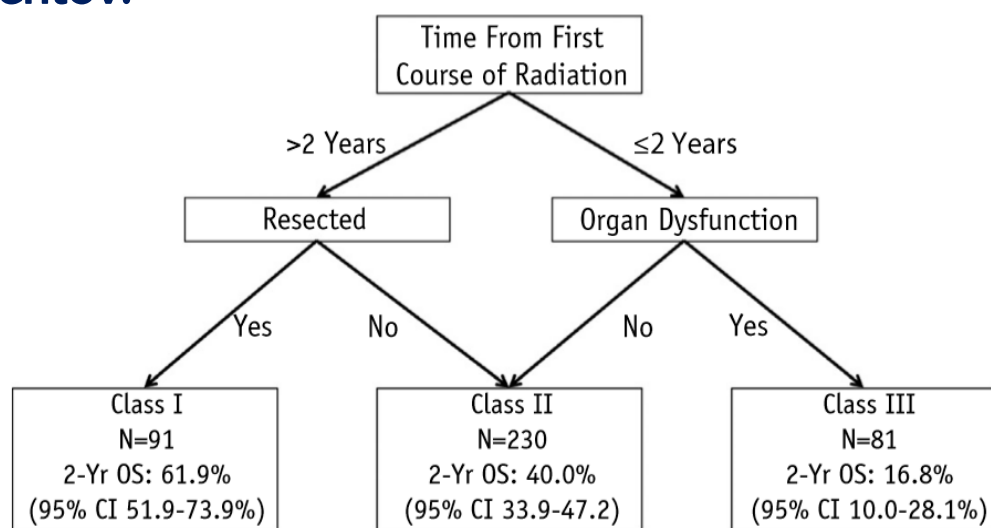 Time From First
Course of Radiation
>2 Years
≤2 Years
Resected
Organ Dysfunction
Yes
No
No
Yes
Class I
N=91
2-Yr OS: 61.9%
(95% CI 51.9-73.9%)
Class II
N=230
2-Yr OS: 40.0%
(95% CI 33.9-47.2)
Class III
N=81
2-Yr OS: 16.8%
(95% CI 10.0-28.1%)